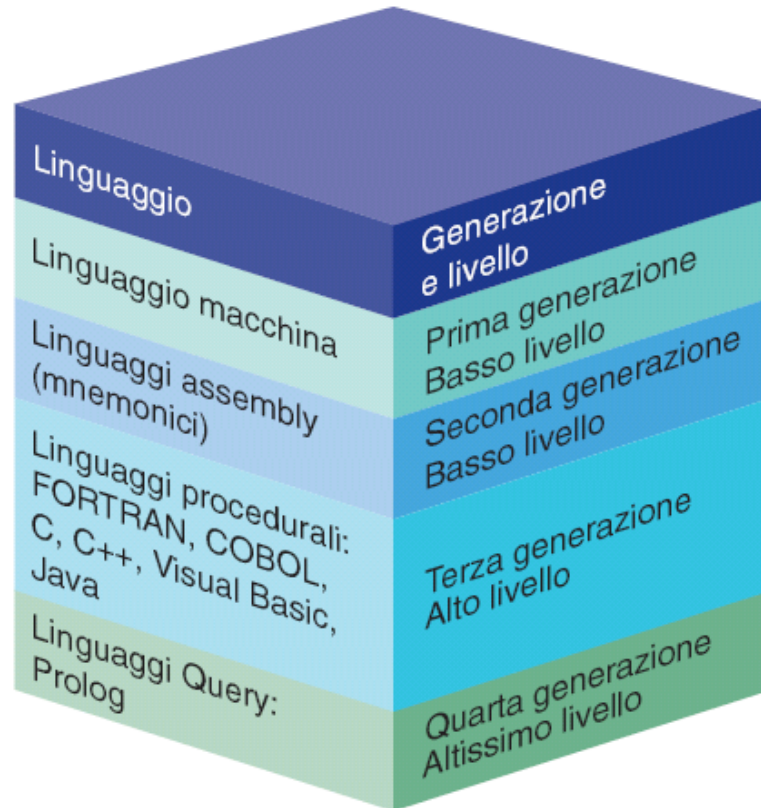 Linguaggio
Generazione
e livello
Linguaggio macchina
Prima generazione
Basso livello
Linguaggi assembly
(mnemonici)
Seconda generazione
Basso livello
Linguaggi procedurali:
FORTRAN, COBOL,
C, C++, Visual Basic,
Java
Terza generazione
Alto livello
Linguaggi Query:
Prolog
Quarta generazione
Altissimo livello